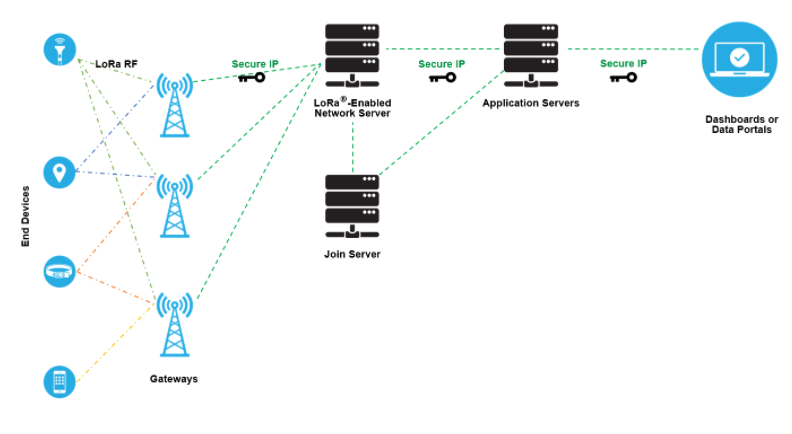 LoRa RF
Secure IP
Secure IP
Secure IP
LoRa®-Enabled
Network Server
Application Servers
Dashboards or
Data Portals
End Devices
Join Server
Gateways